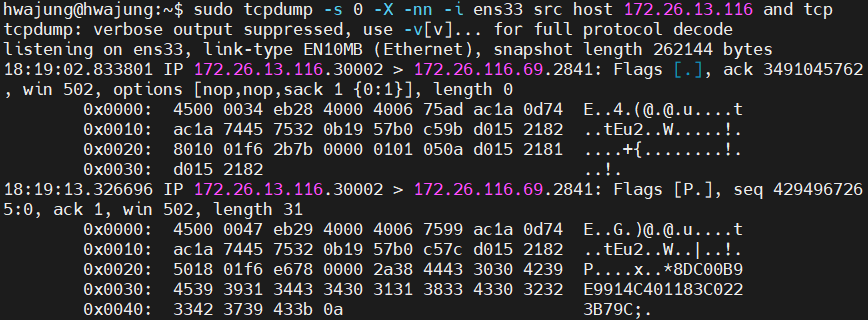 hwajung@hwajung:~$ sudo tcpdump -s 0 -X -nn -i ens33 src host 172.26.13.116 and tcp
tcpdump: verbose output suppressed, use -v[v]... for full protocol decode
listening on ens33, link-type EN10MB (Ethernet), snapshot length 262144 bytes
18:19:02.833801 IP 172.26.13.116.30002 > 172.26.116.69.2841: Flags [.], ack 3491045762
, win 502, options [nop,nop,sack 1 {0:1}], length 0
        0x0000:  4500 0034 eb28 4000 4006 75ad ac1a 0d74  E..4.(@.@.u....t
        0x0010:  ac1a 7445 7532 0b19 57b0 c59b d015 2182  ..tEu2..W.....!.
        0x0020:  8010 01f6 2b7b 0000 0101 050a d015 2181  ....+{........!.
        0x0030:  d015 2182                                ..!.
18:19:13.326696 IP 172.26.13.116.30002 > 172.26.116.69.2841: Flags [P.], seq 429496726
5:0, ack 1, win 502, length 31
        0x0000:  4500 0047 eb29 4000 4006 7599 ac1a 0d74  E..G.)@.@.u....t
        0x0010:  ac1a 7445 7532 0b19 57b0 c57c d015 2182  ..tEu2..W..|..!.
        0x0020:  5018 01f6 e678 0000 2a38 4443 3030 4239  P....x..*8DC00B9
        0x0030:  4539 3931 3443 3430 3131 3833 4330 3232  E9914C401183C022
        0x0040:  3342 3739 433b 0a                        3B79C;.